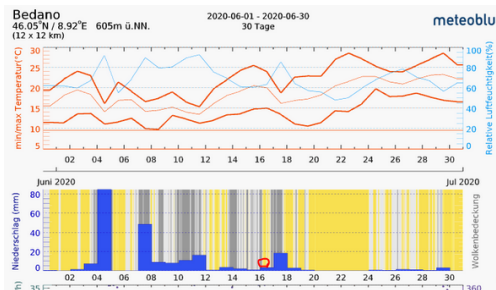 Bedano
46.05°N / 8.92°E 605m ü.NN.
(12 x 12 km)
2020-06-01 - 2020-06-30
30 Tage
meteoblu
min/max Temperatur(°C)
30
25
20
15
10
5
Relative Luftfeuchtigkeit(%)
100
80
60
40
20
0
02 04 06 08 10 12 14 16 18 20 22 24 26 28 30
Juni 2020
Jul 2020
Niederschlag (mm)
80
60
40
20
0
Wolkenbedeckung
02 04 06 08 10 12 14 16 18 20 22 24 26 28 30
h)
35
360